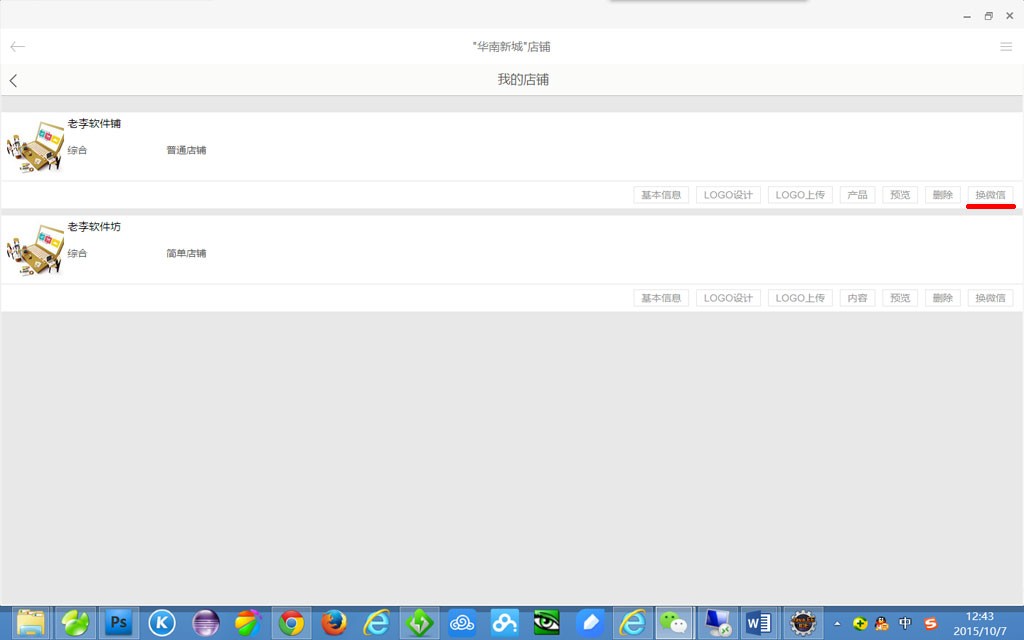 "华南新城"店铺
我的店铺
老李软件铺
综合 普通店铺
基本信息 LOGO设计 LOGO上传 产品 预览 删除 换微信
老李软件坊
综合 简单店铺
基本信息 LOGO设计 LOGO上传 内容 预览 删除 换微信
Ps K W 中 S 12:43
2015/10/7